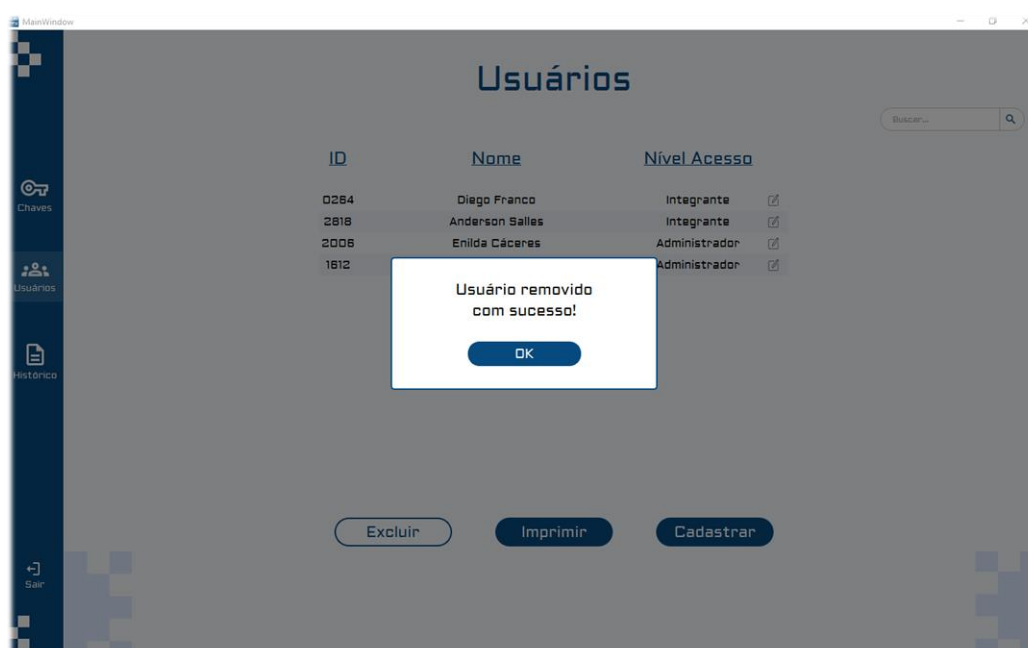 MainWindow
Usuários
Buscar...
ID Nome Nível Acesso
0284 Diego Franco Integrante
2818 Anderson Salles Integrante
2006 Enilda Cáceres Administrador
1612 Administrador
Chaves
Usuários
Histórico
Usuário removido
com sucesso!
OK
Excluir Imprimir Cadastrar
Sair